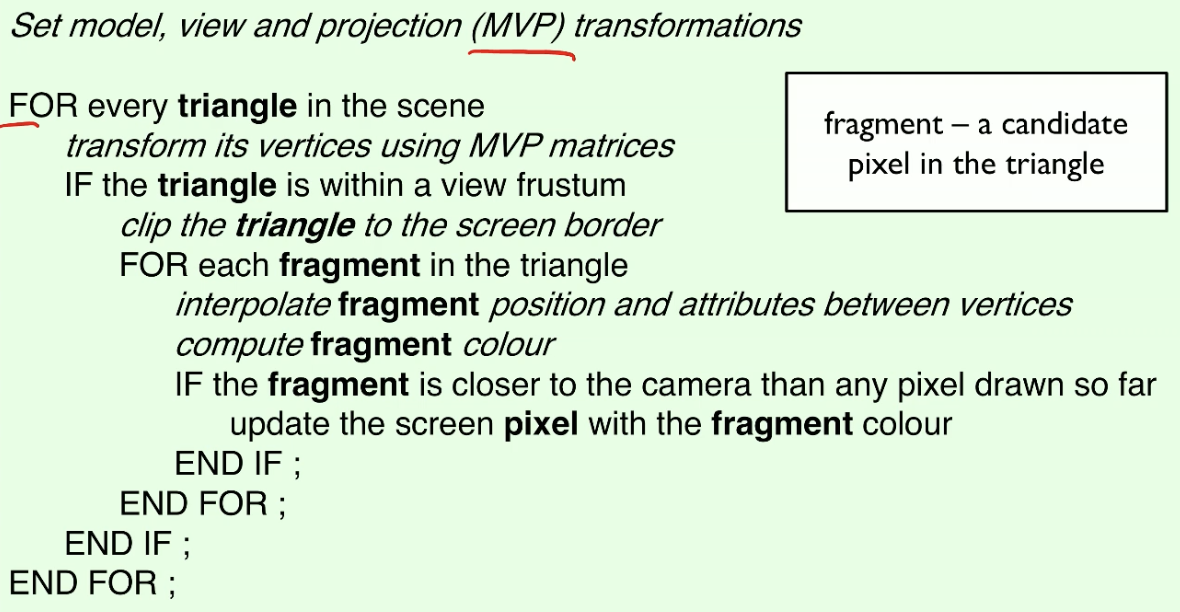 Set model, view and projection (MVP) transformations
FOR every triangle in the scene
transform its vertices using MVP matrices
IF the triangle is within a view frustum
clip the triangle to the screen border
FOR each fragment in the triangle
interpolate fragment position and attributes between vertices
compute fragment colour
IF the fragment is closer to the camera than any pixel drawn so far
update the screen pixel with the fragment colour
END IF ;
END FOR ;
END IF ;
END FOR ;
fragment – a candidate
pixel in the triangle